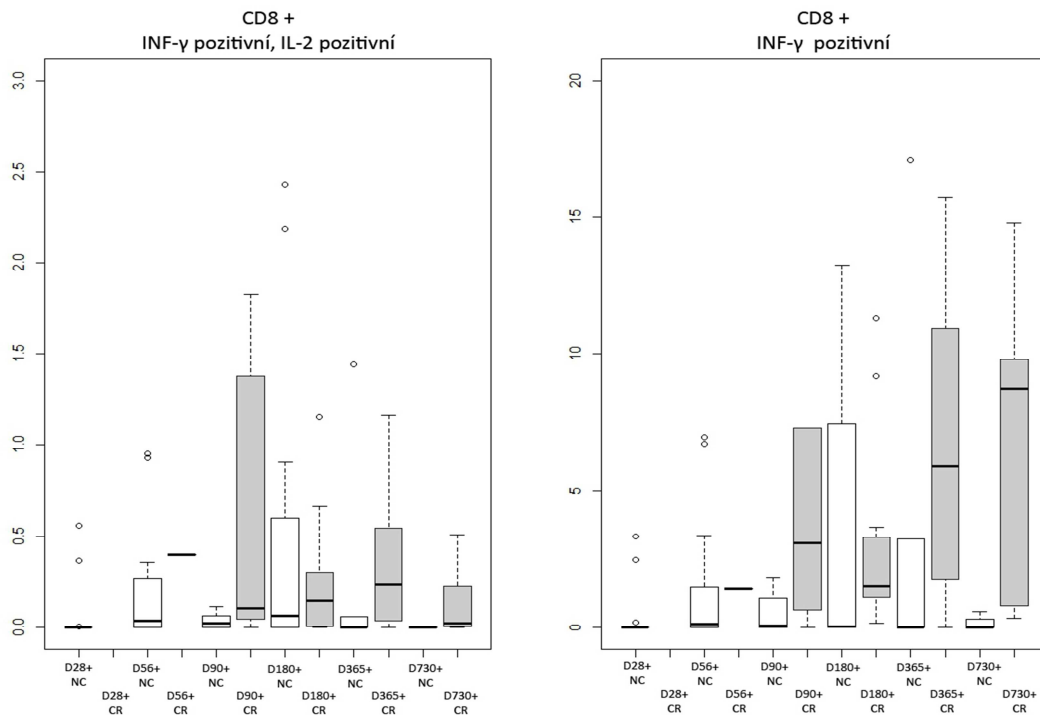 CD8 +
INF-γ pozitivní, IL-2 pozitivní
3.0
2.5
2.0
1.5
1.0
0.5
0.0
D28+ D56+ D90+ D180+ D365+ D730+
NC NC NC NC NC NC
D28+ D56+ D90+ D180+ D365+ D730+
CR CR CR CR CR CR
CD8 +
INF-γ pozitivní
20
15
10
5
0
D28+ D56+ D90+ D180+ D365+ D730+
NC NC NC NC NC NC
D28+ D56+ D90+ D180+ D365+ D730+
CR CR CR CR CR CR